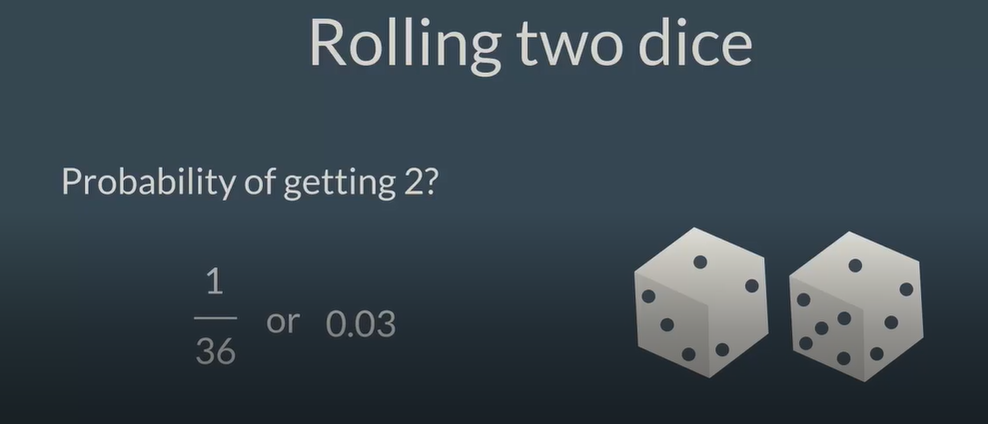 Rolling two dice
Probability of getting 2?
1
36
or 0.03